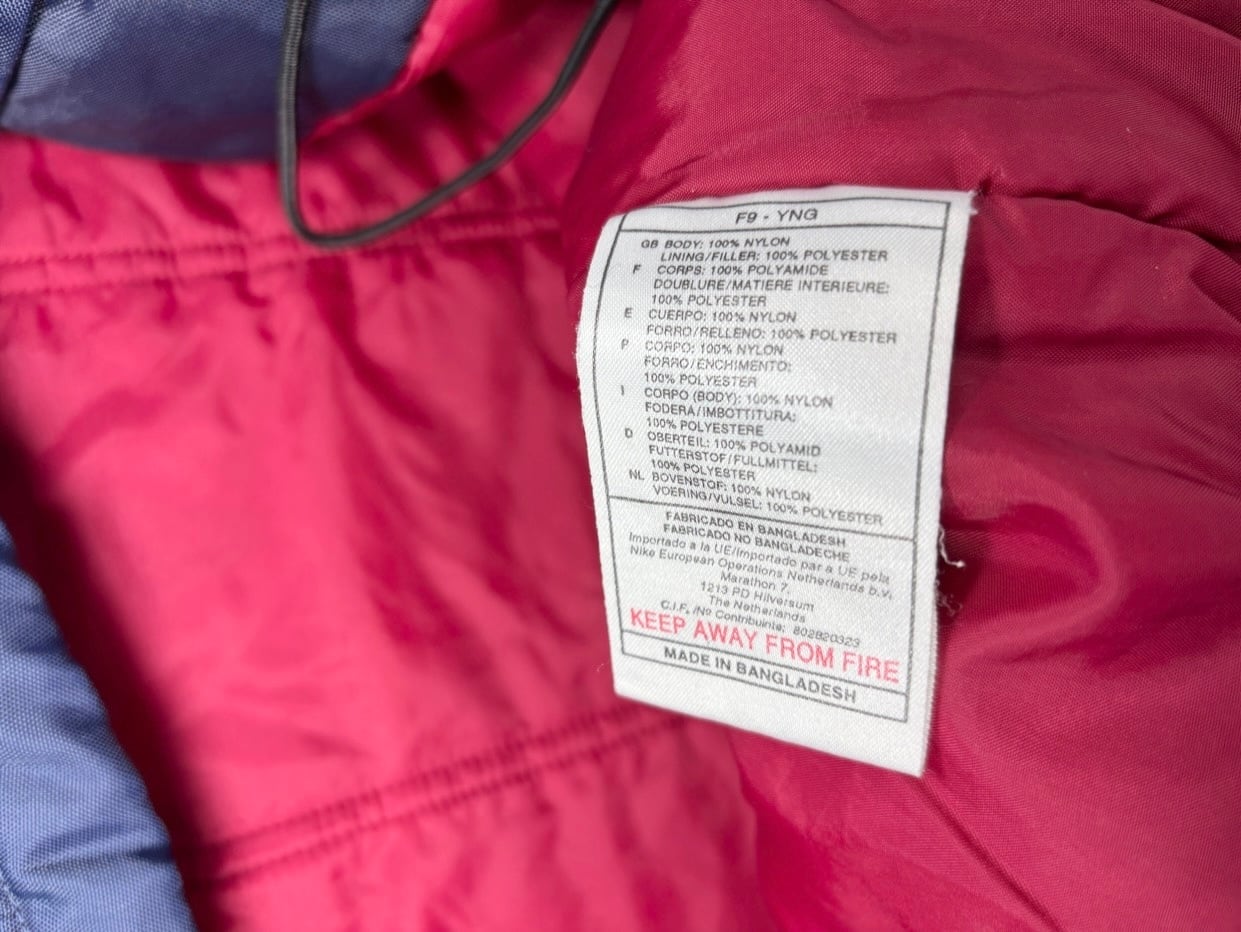 F9 - YNG
GB BODY: 100% NYLON
LINING/FILLER: 100% POLYESTER
F CORPS: 100% POLYAMIDE
DOUBLURE/MATIERE INTERIEURE:
100% POLYESTER
E CUERPO: 100% NYLON
FORRO/RELLENO: 100% POLYESTER
P CORPO: 100% NYLON
FORRO/ENCHIMENTO:
100% POLYESTER
I CORPO (BODY): 100% NYLON
FODERA/IMBOTTITURA:
100% POLYESTERE
D OBERTEIL: 100% POLYAMID
FUTTERSTOF/FULLMITTEL:
100% POLYESTER
NL BOVENSTOF: 100% NYLON
VOERING/VULSEL: 100% POLYESTER
FABRICADO EN BANGLADESH
FABRICADO NO BANGLADECHE
Importado a la UE/Importado par a UE pela
Nike European Operations Netherlands b.v.
Marathon 7,
1213 PD Hilversum
The Netherlands
C.I.F. /Nº Contribuinte: 802820323
KEEP AWAY FROM FIRE
MADE IN BANGLADESH